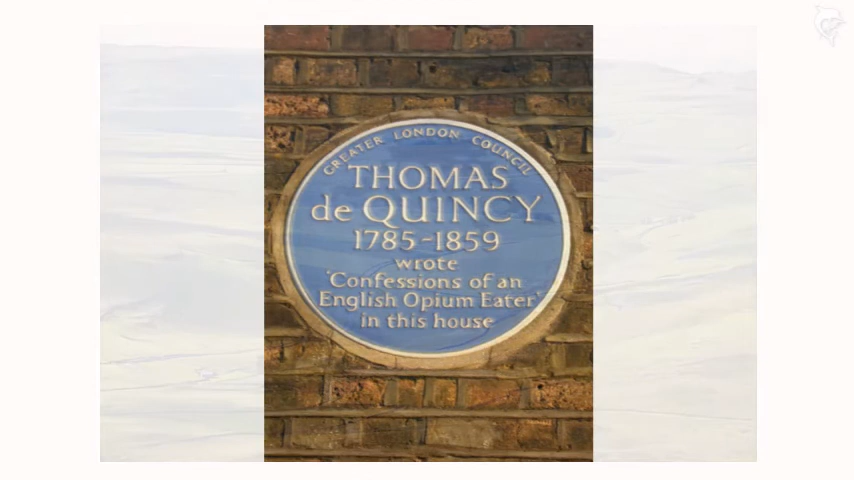 GREATER LONDON COUNCIL
THOMAS
de QUINCY
1785-1859
wrote
'Confessions of an
English Opium Eater'
in this house